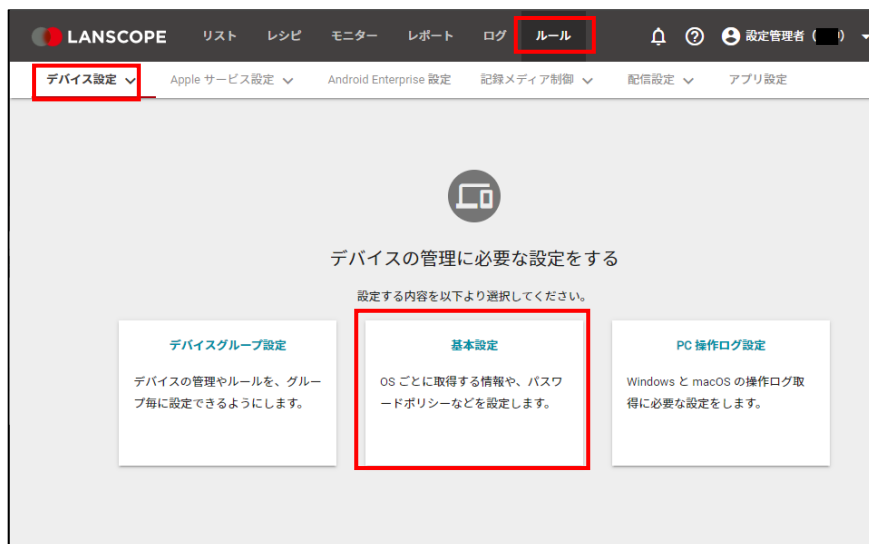 LANSCOPE リスト レシピ モニター レポート ログ ルール 設定管理者 ( )
デバイス設定 Apple サービス設定 Android Enterprise 設定 記録メディア制御 配信設定 アプリ設定
デバイスの管理に必要な設定をする
設定する内容を以下より選択してください。
デバイスグループ設定
デバイスの管理やルールを、グルー
プ毎に設定できるようにします。
基本設定
OS ごとに取得する情報や、パスワ
ードポリシーなどを設定します。
PC 操作ログ設定
Windows と macOS の操作ログ取
得に必要な設定をします。